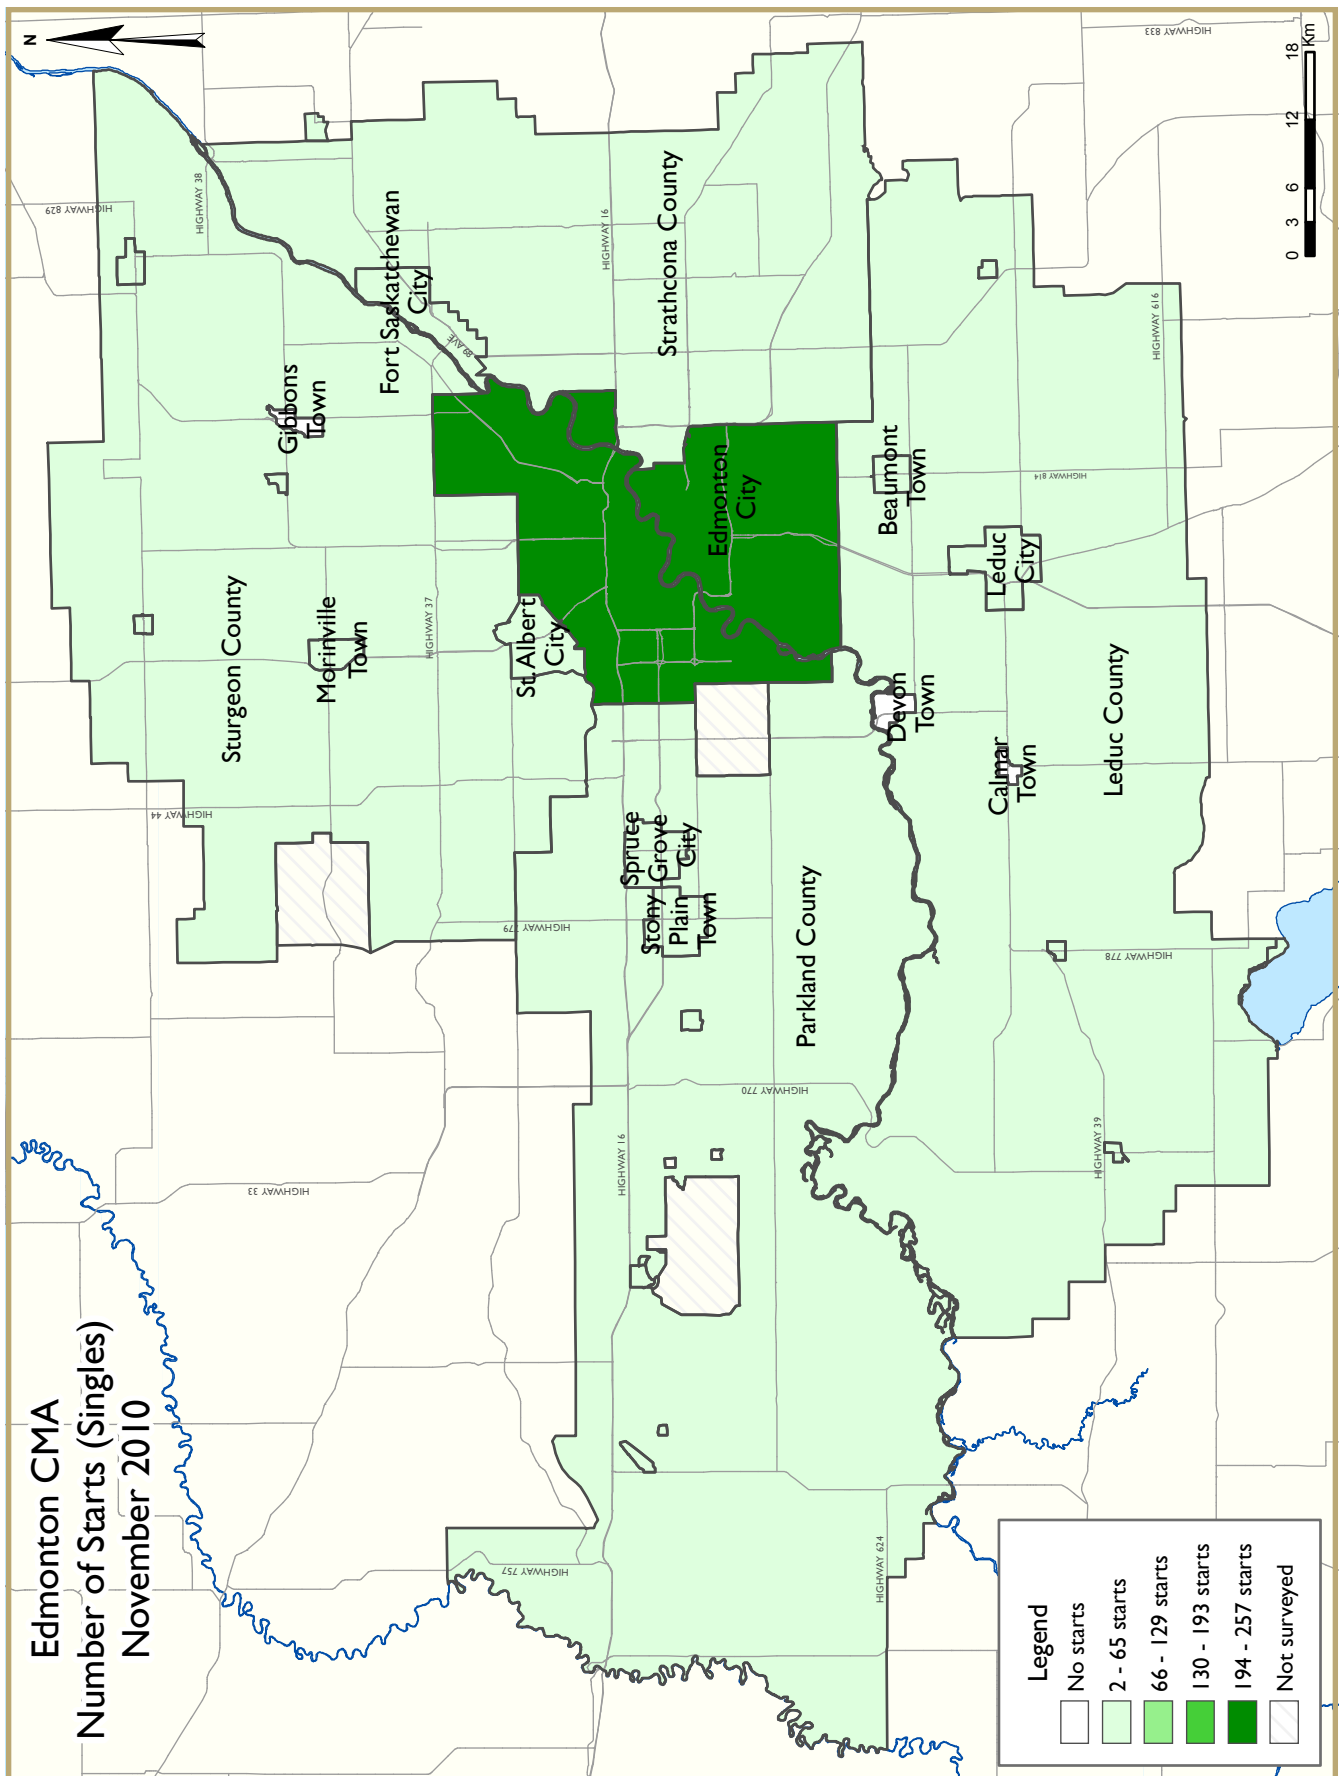 Edmonton CMA
Number of Starts (Singles)
November 2010
N
HIGHWAY 829
HIGHWAY 38
HIGHWAY 833
Fort Saskatchewan
City
89 AVE
Gibbons
Town
HIGHWAY 16
Strathcona County
Sturgeon County
Morinville
Town
HIGHWAY 37
St. Albert
City
Edmonton
City
Beaumont
Town
HIGHWAY 814
HIGHWAY 616
Leduc
City
HIGHWAY 44
Devon
Town
Calmar
Town
Leduc County
Spruce
Grove
City
Stony
Plain
Town
HIGHWAY 779
Parkland County
HIGHWAY 778
HIGHWAY 770
HIGHWAY 33
HIGHWAY 16
HIGHWAY 39
HIGHWAY 757
HIGHWAY 624
Legend
No starts
2 - 65 starts
66 - 129 starts
130 - 193 starts
194 - 257 starts
Not surveyed
0 3 6 12 18
Km